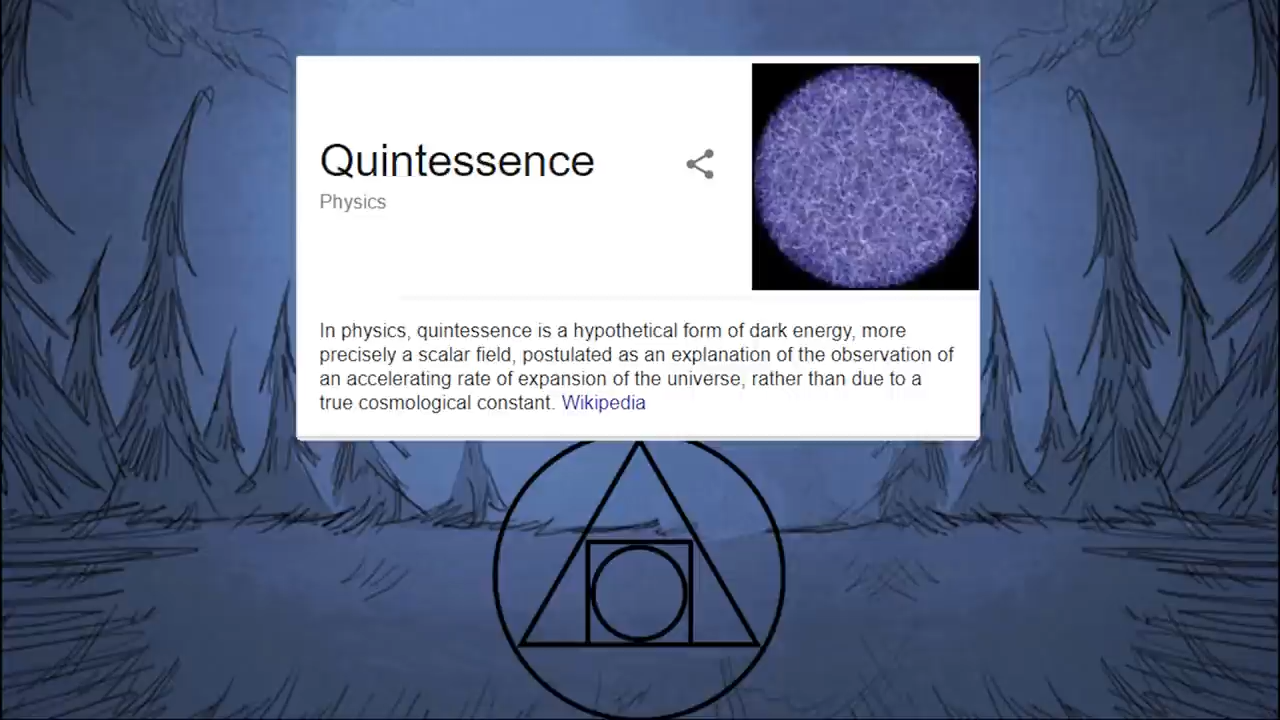 Quintessence
Physics
In physics, quintessence is a hypothetical form of dark energy, more
precisely a scalar field, postulated as an explanation of the observation of
an accelerating rate of expansion of the universe, rather than due to a
true cosmological constant. Wikipedia